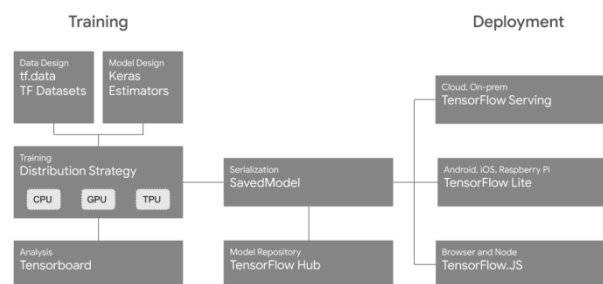 Training
Deployment
Data Design
tf.data
TF Datasets
Model Design
Keras
Estimators
Training
Distribution Strategy
CPU
GPU
TPU
Analysis
Tensorboard
Serialization
SavedModel
Model Repository
TensorFlow Hub
Cloud, On-prem
TensorFlow Serving
Android, iOS, Raspberry Pi
TensorFlow Lite
Browser and Node
TensorFlow.JS